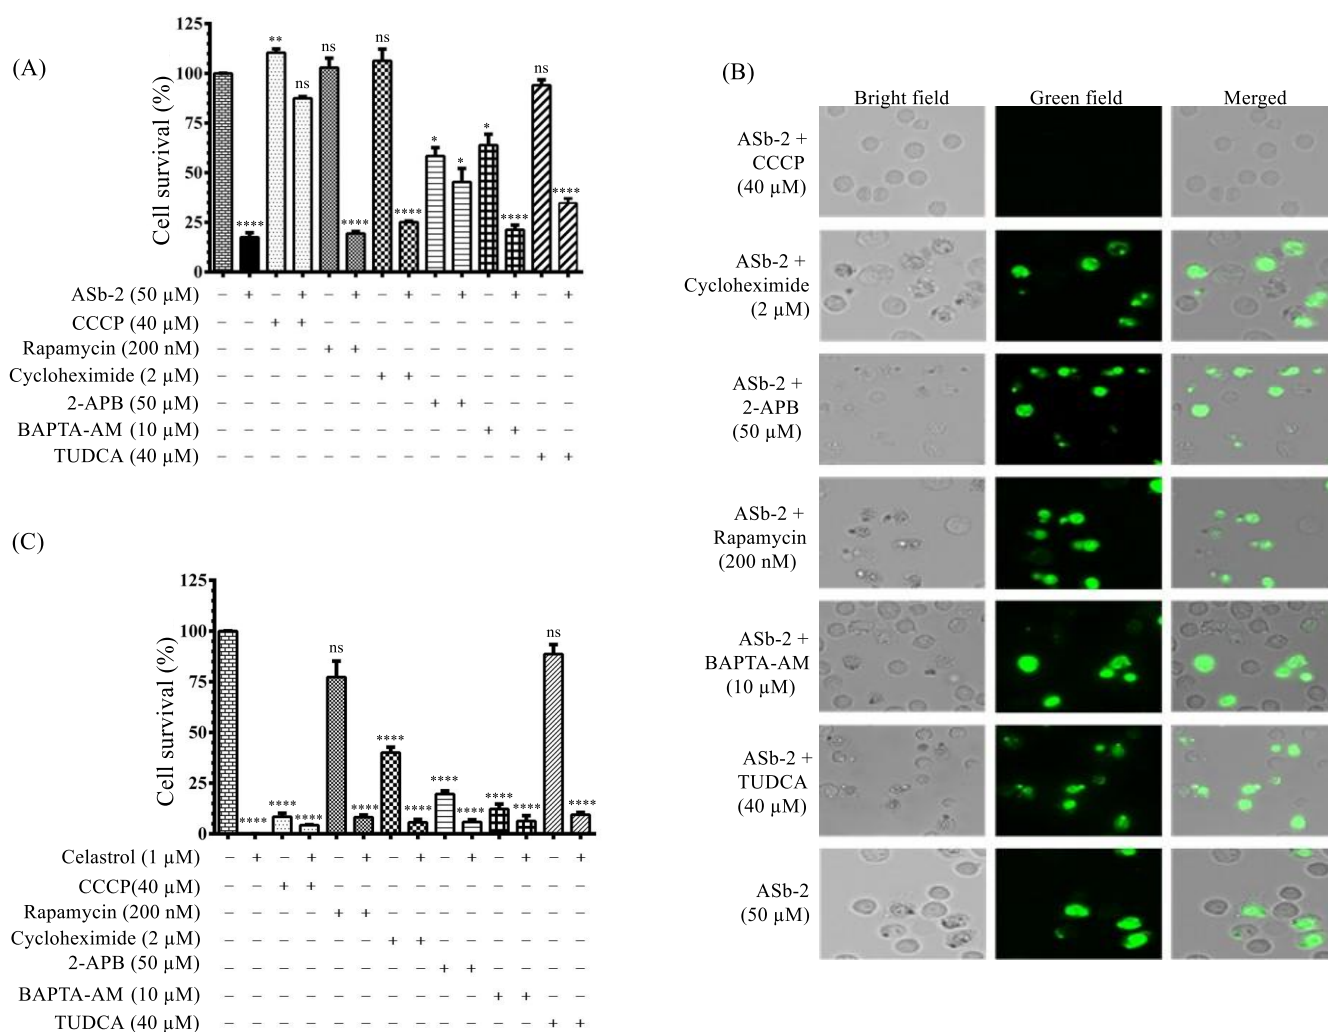 (A)
Cell survival (%)
125
100
75
50
25
0
**** ** ns ns **** ns **** * * * **** ns ****
ASb-2 (50 µM) – + – + – + – + – + – + – +
CCCP (40 µM) – – + + – – – – – – – – – –
Rapamycin (200 nM) – – – – + + – – – – – – – –
Cycloheximide (2 µM) – – – – – – + + – – – – – –
2-APB (50 µM) – – – – – – – – + + – – – –
BAPTA-AM (10 µM) – – – – – – – – – – + + – –
TUDCA (40 µM) – – – – – – – – – – – – + +
(B)
Bright field Green field Merged
ASb-2 +
CCCP
(40 µM)
ASb-2 +
Cycloheximide
(2 µM)
ASb-2 +
2-APB
(50 µM)
ASb-2 +
Rapamycin
(200 nM)
ASb-2 +
BAPTA-AM
(10 µM)
ASb-2 +
TUDCA
(40 µM)
ASb-2
(50 µM)
(C)
Cell survival (%)
125
100
75
50
25
0
**** **** **** ns **** **** **** **** **** **** **** ns ****
Celastrol (1 µM) – + – + – + – + – + – + – +
CCCP(40 µM) – – + + – – – – – – – – – –
Rapamycin (200 nM) – – – – + + – – – – – – – –
Cycloheximide (2 µM) – – – – – – + + – – – – – –
2-APB (50 µM) – – – – – – – – + + – – – –
BAPTA-AM (10 µM) – – – – – – – – – – + + – –
TUDCA (40 µM) – – – – – – – – – – – – + +